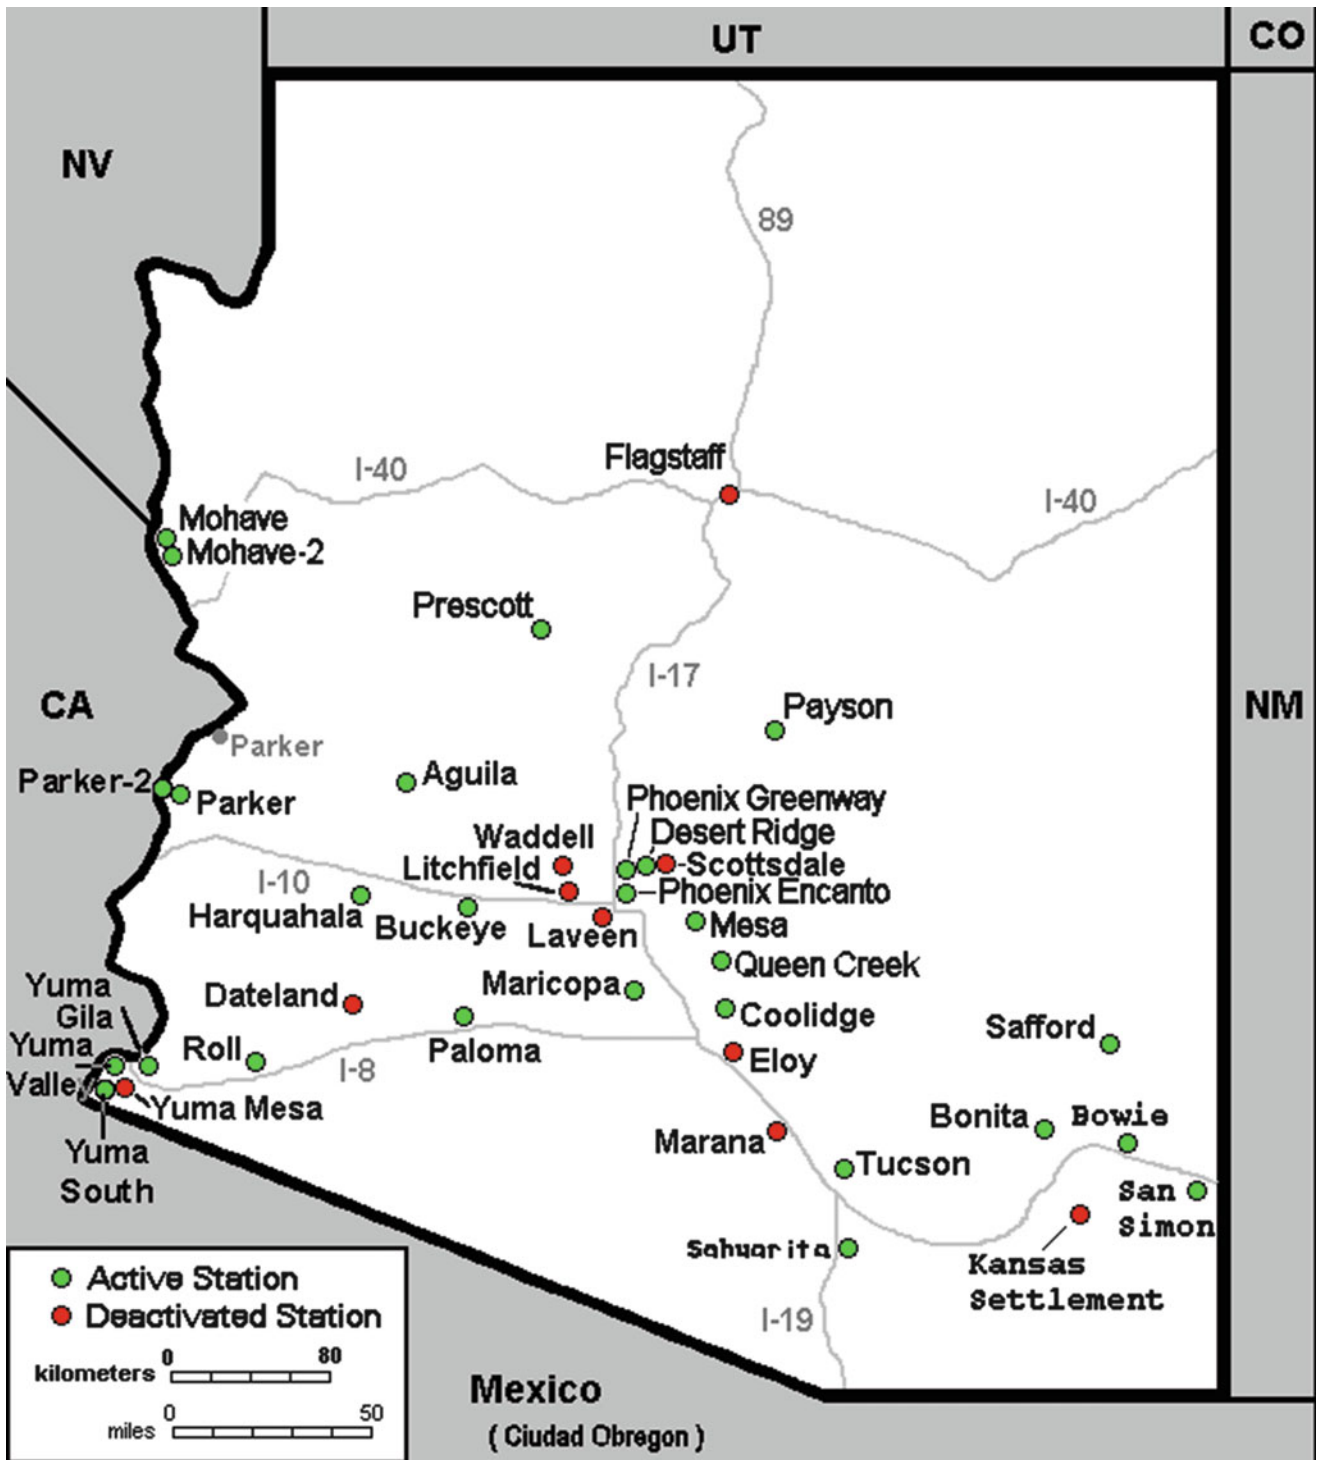 UT
CO
NV
89
Flagstaff
I-40
I-40
Mohave
Mohave-2
Prescott
I-17
CA
NM
Payson
Parker
Parker-2
Parker
Aguila
Phoenix Greenway
Desert Ridge
Waddell
Litchfield
Scottsdale
I-10
Phoenix Encanto
Harquahala
Buckeye
Laveen
Mesa
Queen Creek
Yuma
Gila
Dateland
Maricopa
Coolidge
Safford
Yuma
Valley
Roll
Paloma
I-8
Eloy
Yuma Mesa
Bonita
Bowie
Marana
Yuma
South
Tucson
San
Simon
Sahuarita
Kansas
Settlement
Active Station
Deactivated Station
I-19
0 80
kilometers
0 50
miles
Mexico
( Ciudad Obregon )